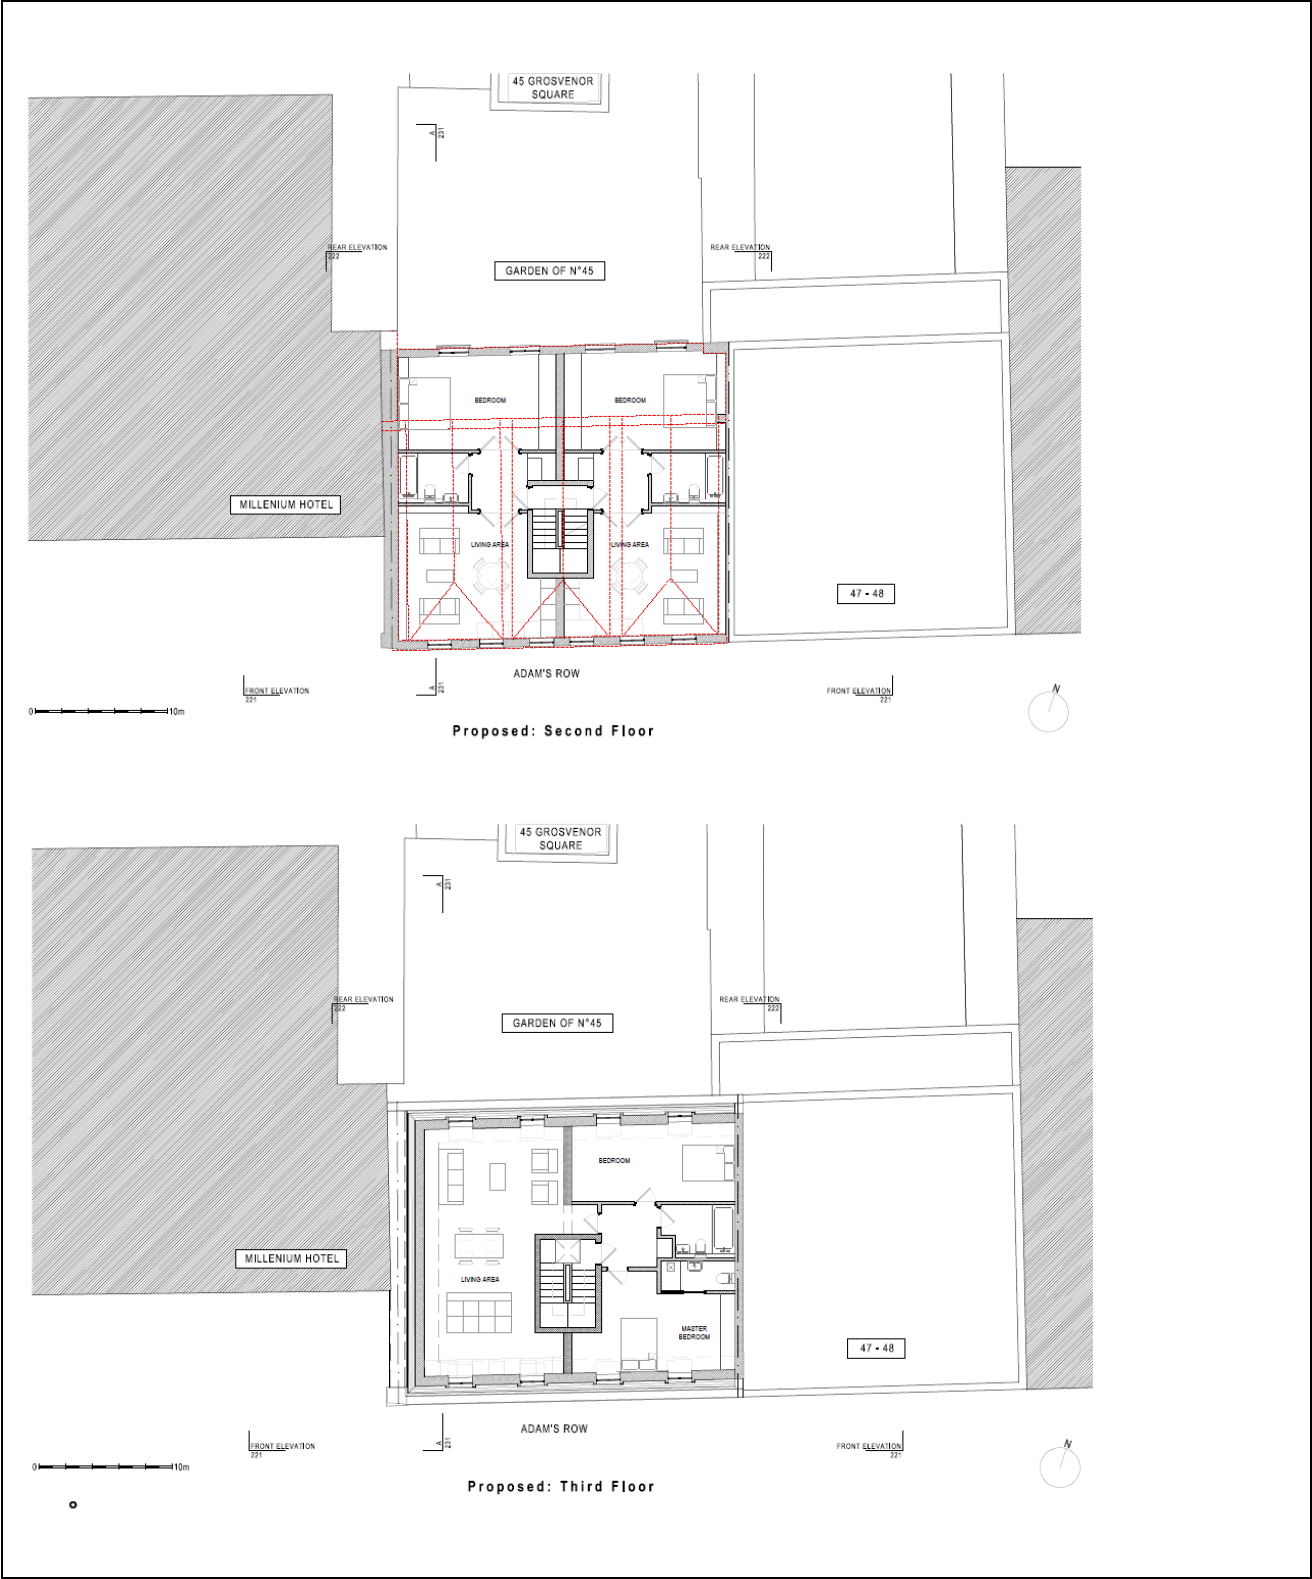 45 GROSVENOR
SQUARE
A
231
REAR ELEVATION
222
REAR ELEVATION
222
GARDEN OF N°45
BEDROOM
BEDROOM
MILLENIUM HOTEL
LIVING AREA
LIVING AREA
47 - 48
ADAM'S ROW
FRONT ELEVATION
221
A
231
FRONT ELEVATION
221
N
0
10m
Proposed: Second Floor
45 GROSVENOR
SQUARE
A
231
REAR ELEVATION
222
REAR ELEVATION
222
GARDEN OF N°45
BEDROOM
MILLENIUM HOTEL
LIVING AREA
MASTER
BEDROOM
47 - 48
ADAM'S ROW
FRONT ELEVATION
221
A
231
FRONT ELEVATION
221
N
0
10m
Proposed: Third Floor